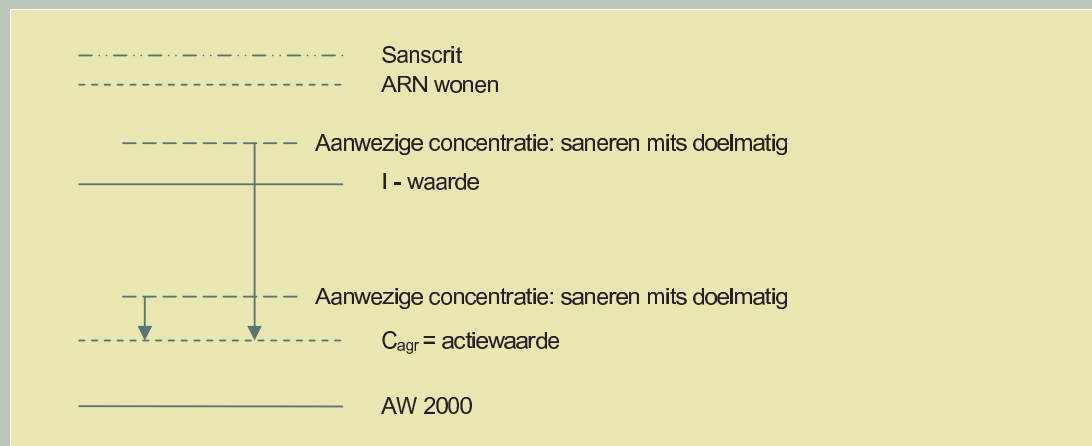 Sanscrit
ARN wonen
Aanwezige concentratie: saneren mits doelmatig
I - waarde
Aanwezige concentratie: saneren mits doelmatig
Cagr = actiewaarde
AW 2000